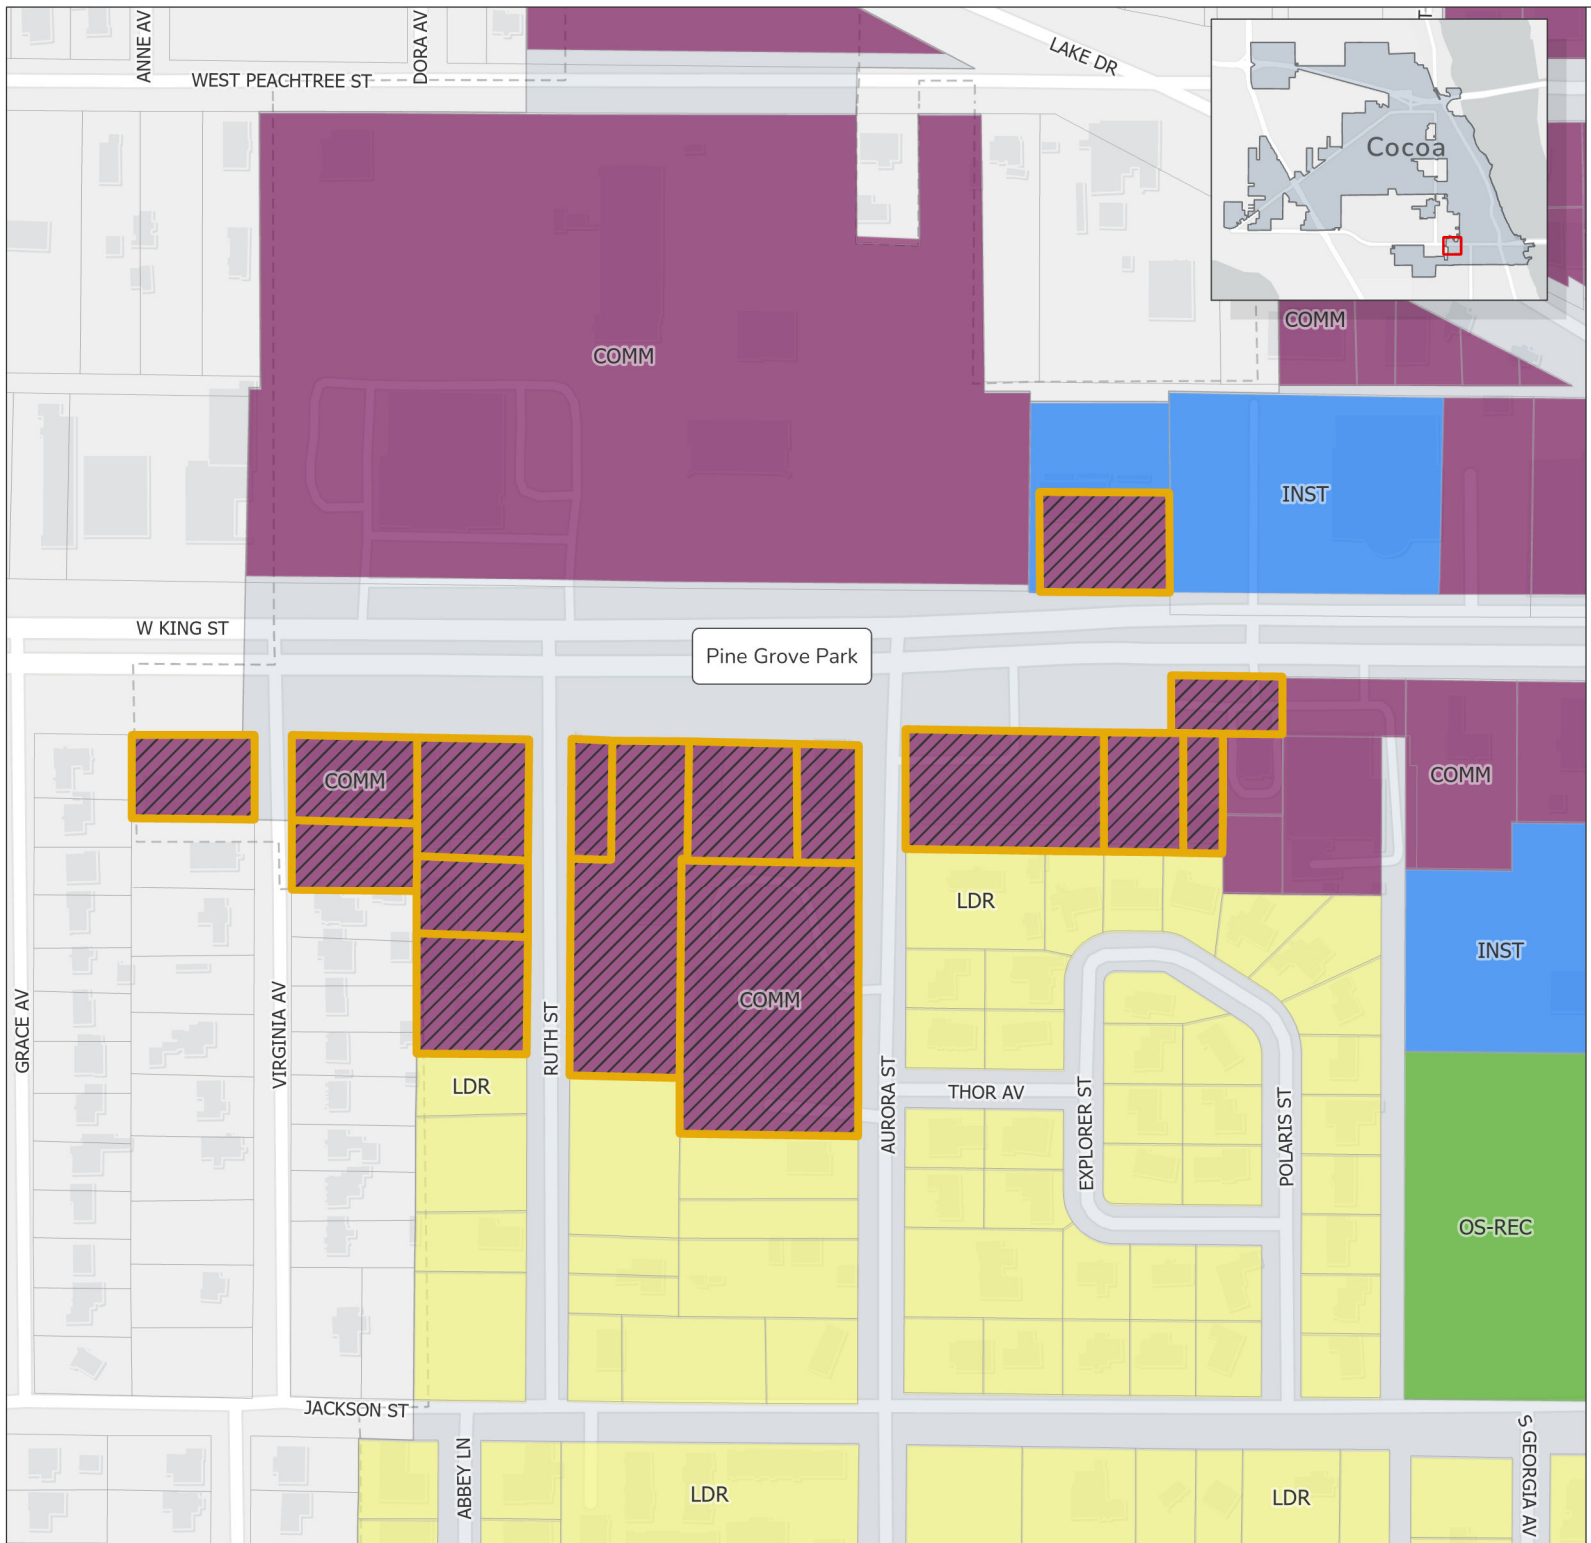 ANNE AV
DORA AV
LAKE DR
T
WEST PEACHTREE ST
Cocoa
COMM
COMM
INST
W KING ST
Pine Grove Park
COMM
COMM
LDR
INST
COMM
GRACE AV
VIRGINIA AV
RUTH ST
AURORA ST
LDR
THOR AV
EXPLORER ST
POLARIS ST
OS-REC
JACKSON ST
ABBEY LN
LDR
LDR
S GEORGIA AV